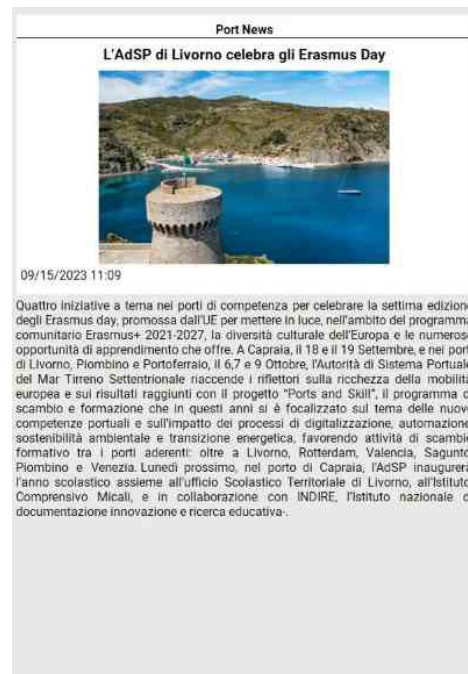 Port News
L'AdSP di Livorno celebra gli Erasmus Day
09/15/2023 11:09
Quattro iniziative a tema nei porti di competenza per celebrare la settima edizione
degli Erasmus day, promossa dall'UE per mettere in luce, nell'ambito del programma
comunitario Erasmus+ 2021-2027, la diversità culturale dell'Europa e le numerose
opportunità di apprendimento che offre. A Capraia, il 18 e il 19 Settembre, e nei porti
di Livorno, Piombino e Portoferraio, il 6,7 e 9 Ottobre, l'Autorità di Sistema Portuale
del Mar Tirreno Settentrionale riaccende i riflettori sulla ricchezza della mobilità
europea e sui risultati raggiunti con il progetto "Ports and Skill", il programma di
scambio e formazione che in questi anni si è focalizzato sul tema delle nuove
competenze portuali e sull'impatto dei processi di digitalizzazione, automazione,
sostenibilità ambientale e transizione energetica, favorendo attività di scambio
formativo tra i porti aderenti: oltre a Livorno, Rotterdam, Valencia, Sagunto,
Piombino e Venezia. Lunedì prossimo, nel porto di Capraia, l'AdSP inaugurerà
l'anno scolastico assieme all'ufficio Scolastico Territoriale di Livorno, all'Istituto
Comprensivo Micali, e in collaborazione con INDIRE, l'Istituto nazionale di
documentazione innovazione e ricerca educativa-.